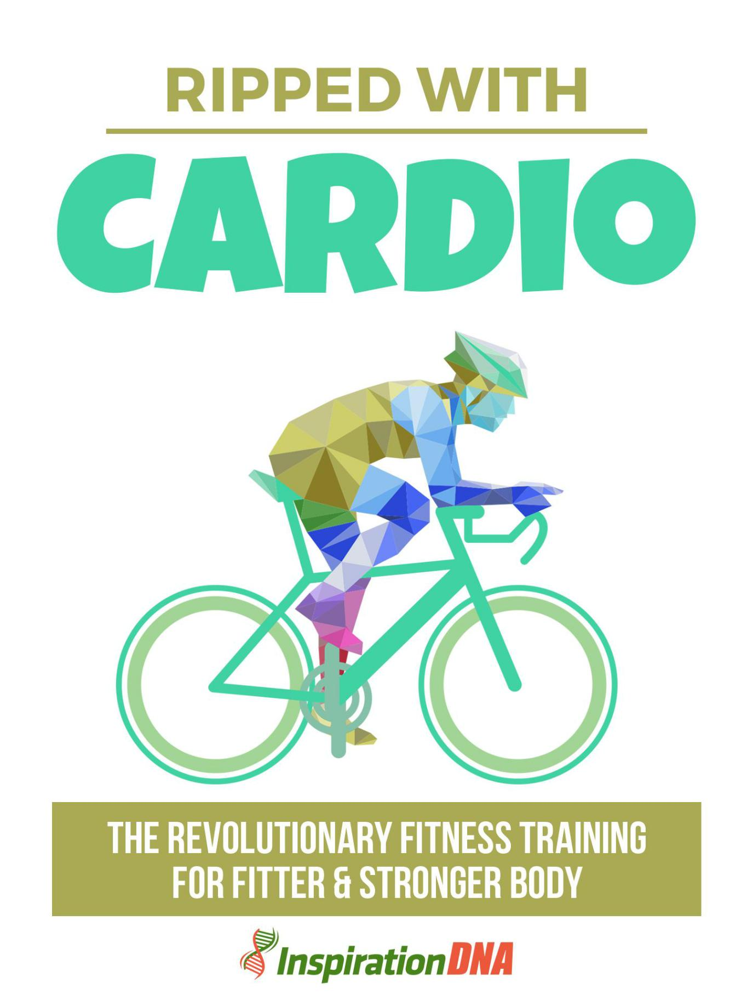 RIPPED WITH
CARDIO
THE REVOLUTIONARY FITNESS TRAINING
FOR FITTER & STRONGER BODY
InspirationDNA